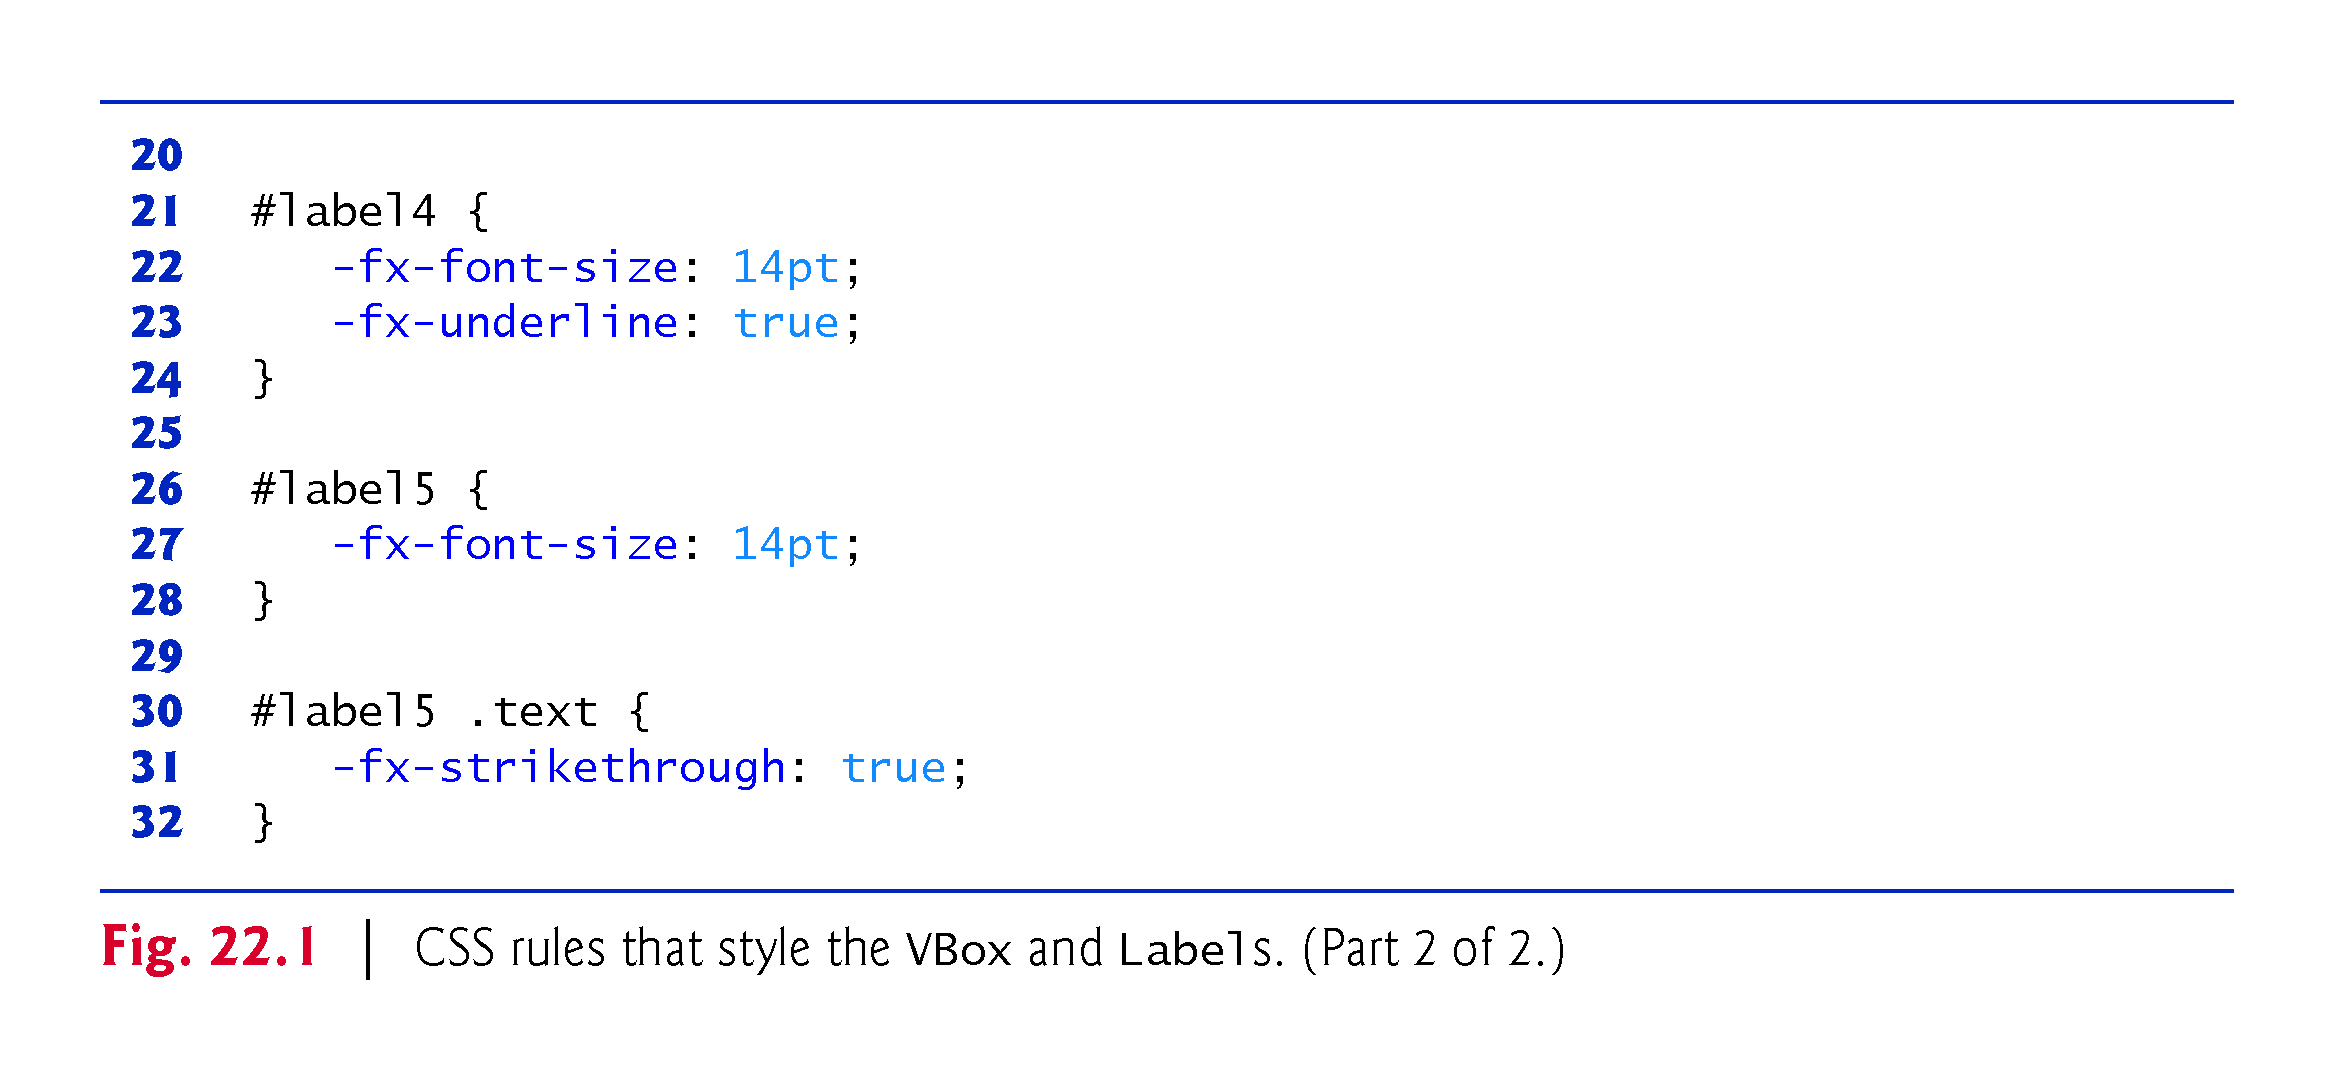 20
21 #label4 {
22    -fx-font-size: 14pt;
23    -fx-underline: true;
24 }
25
26 #label5 {
27    -fx-font-size: 14pt;
28 }
29
30 #label5 .text {
31    -fx-strikethrough: true;
32 }
Fig. 22.1 | CSS rules that style the VBox and Labels. (Part 2 of 2.)